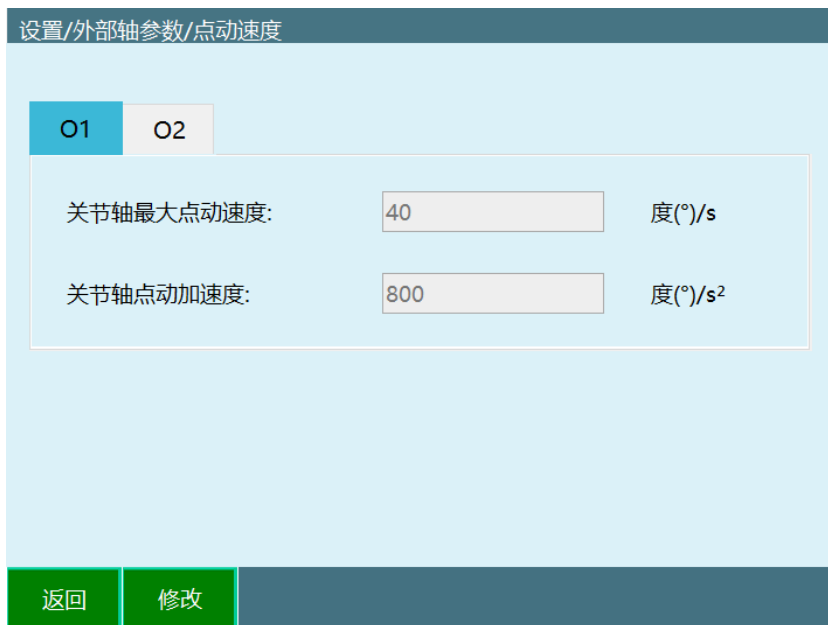 设置/外部轴参数/点动速度
O1 O2
关节轴最大点动速度: 40 度(°)/s
关节轴点动加速度: 800 度(°)/s²
返回 修改